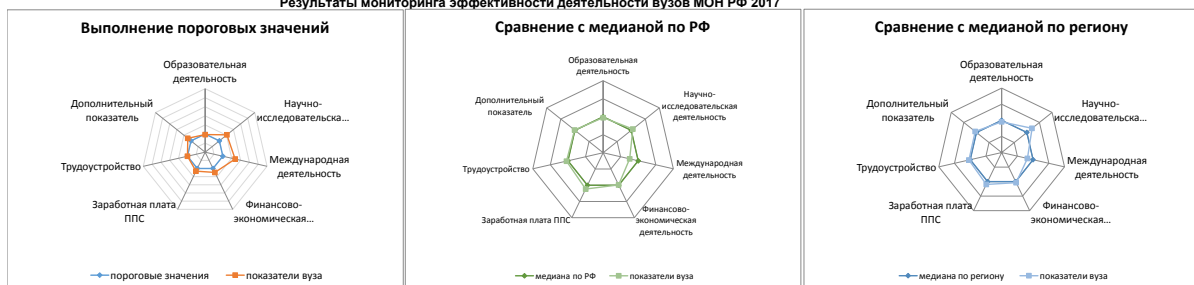 Результаты мониторинга эффективности деятельности вузов МОН РФ 2017
Выполнение пороговых значений
Образовательная
деятельность
Научно-
исследовательска...
Международная
деятельность
Финансово-
экономическая...
Заработная плата
ППС
Трудоустройство
Дополнительный
показатель
пороговые значения
показатели вуза
Сравнение с медианой по РФ
Образовательная
деятельность
Научно-
исследовательская
деятельность
Международная
деятельность
Финансово-
экономическая
деятельность
Заработная плата ППС
Трудоустройство
Дополнительный
показатель
медиана по РФ
показатели вуза
Сравнение с медианой по региону
Образовательная
деятельность
Научно-
исследовательска...
Международная
деятельность
Финансово-
экономическая...
Заработная плата
ППС
Трудоустройство
Дополнительный
показатель
медиана по региону
показатели вуза